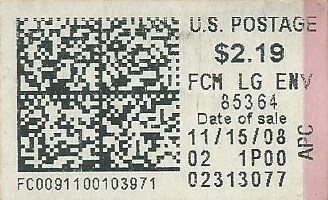 U.S. POSTAGE
$2.19
FCM LG ENV
85364
Date of sale
11/15/08
02 1P00
02313077
APC
FC0091100103971